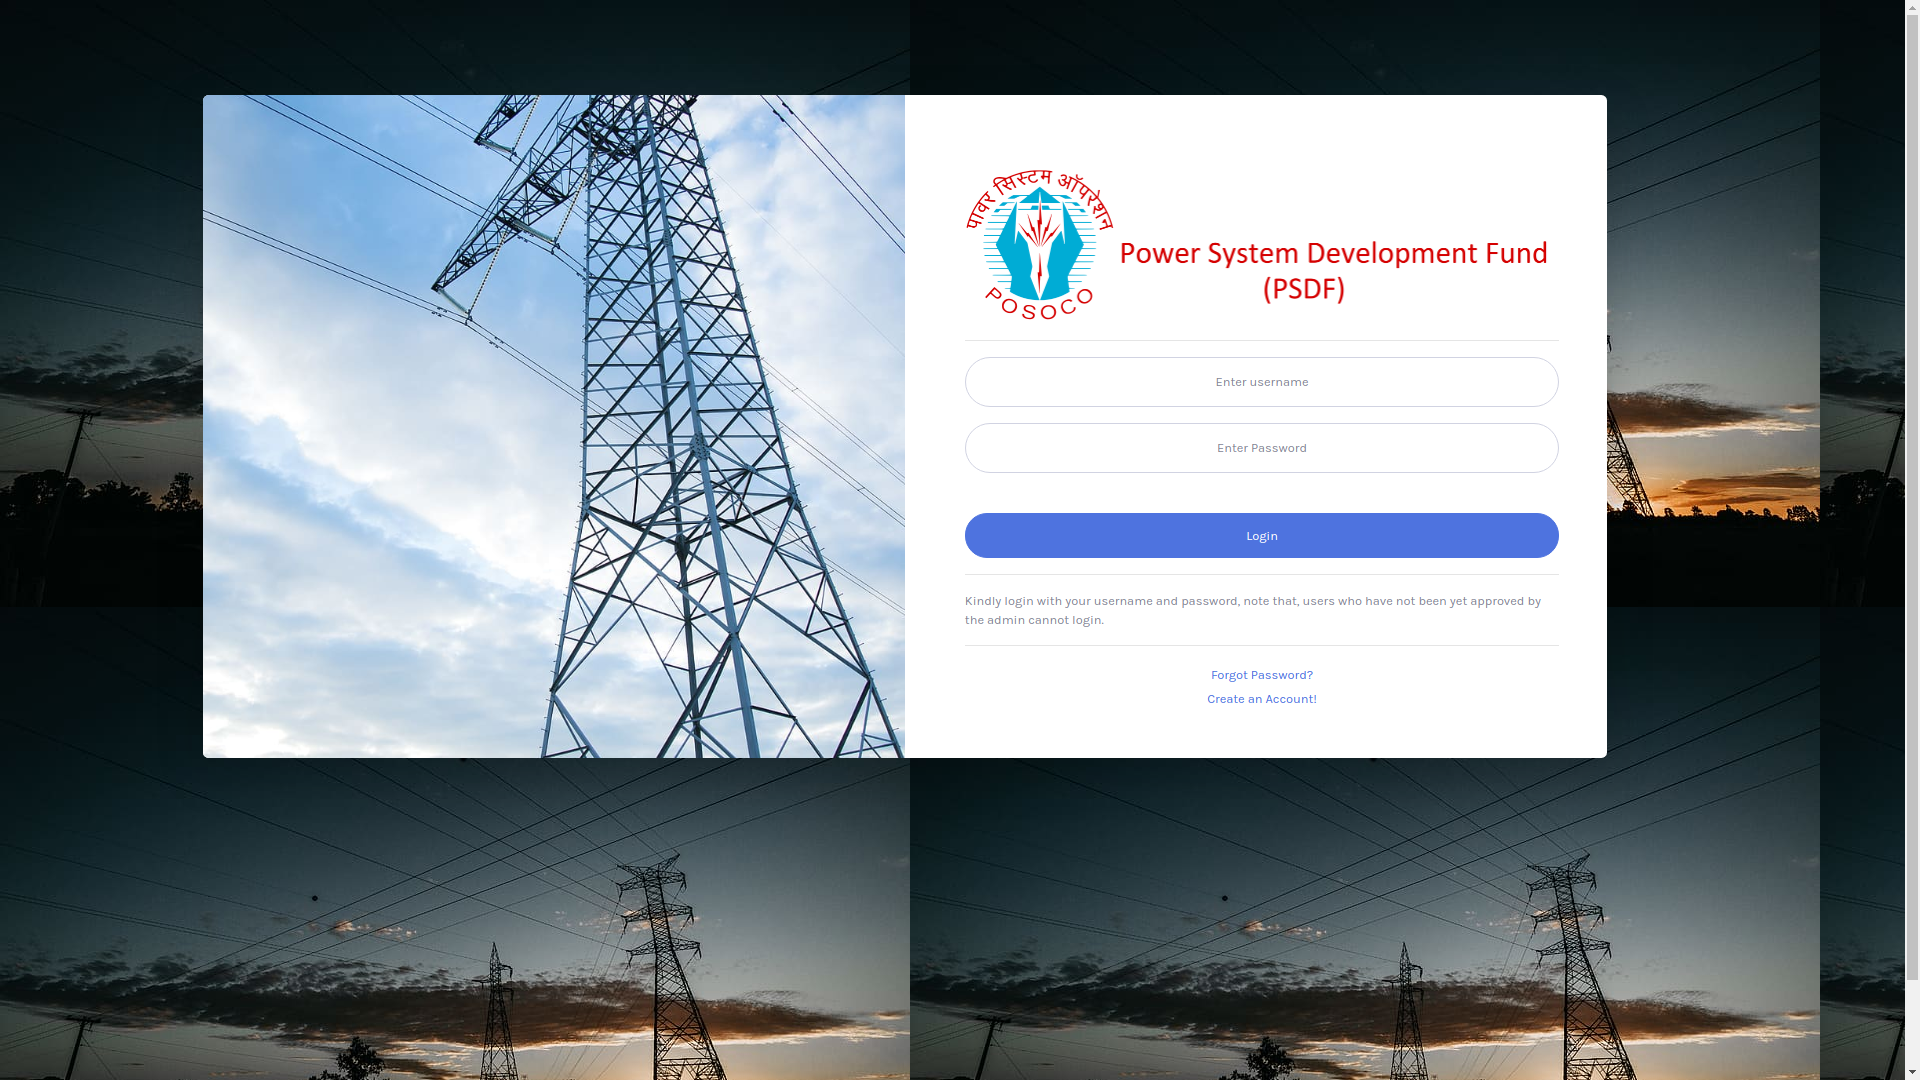 पावर सिस्टम ऑपरेशन
POSOCO
Power System Development Fund
(PSDF)
Enter username
Enter Password
Login
Kindly login with your username and password, note that, users who have not been yet approved by
the admin cannot login.
Forgot Password?
Create an Account!